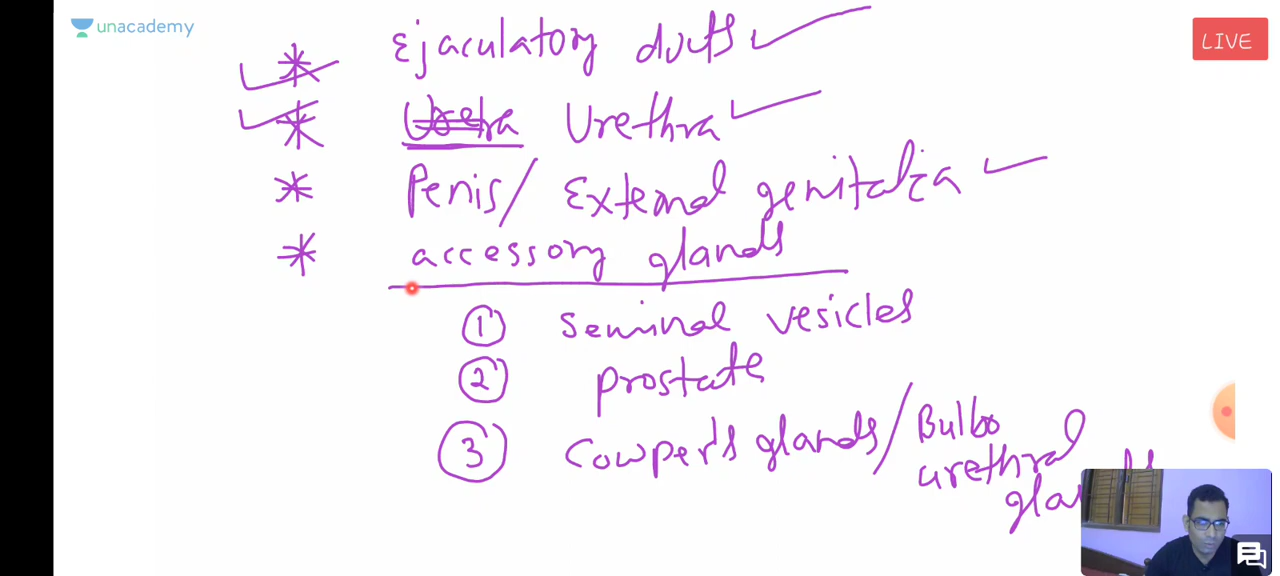 unacademy
LIVE
* Ejaculatory ducts
* Urethra
* Penis/ External genitalia
* accessory glands
① Seminal vesicles
② prostate
③ Cowper's glands/ Bulbo
urethral